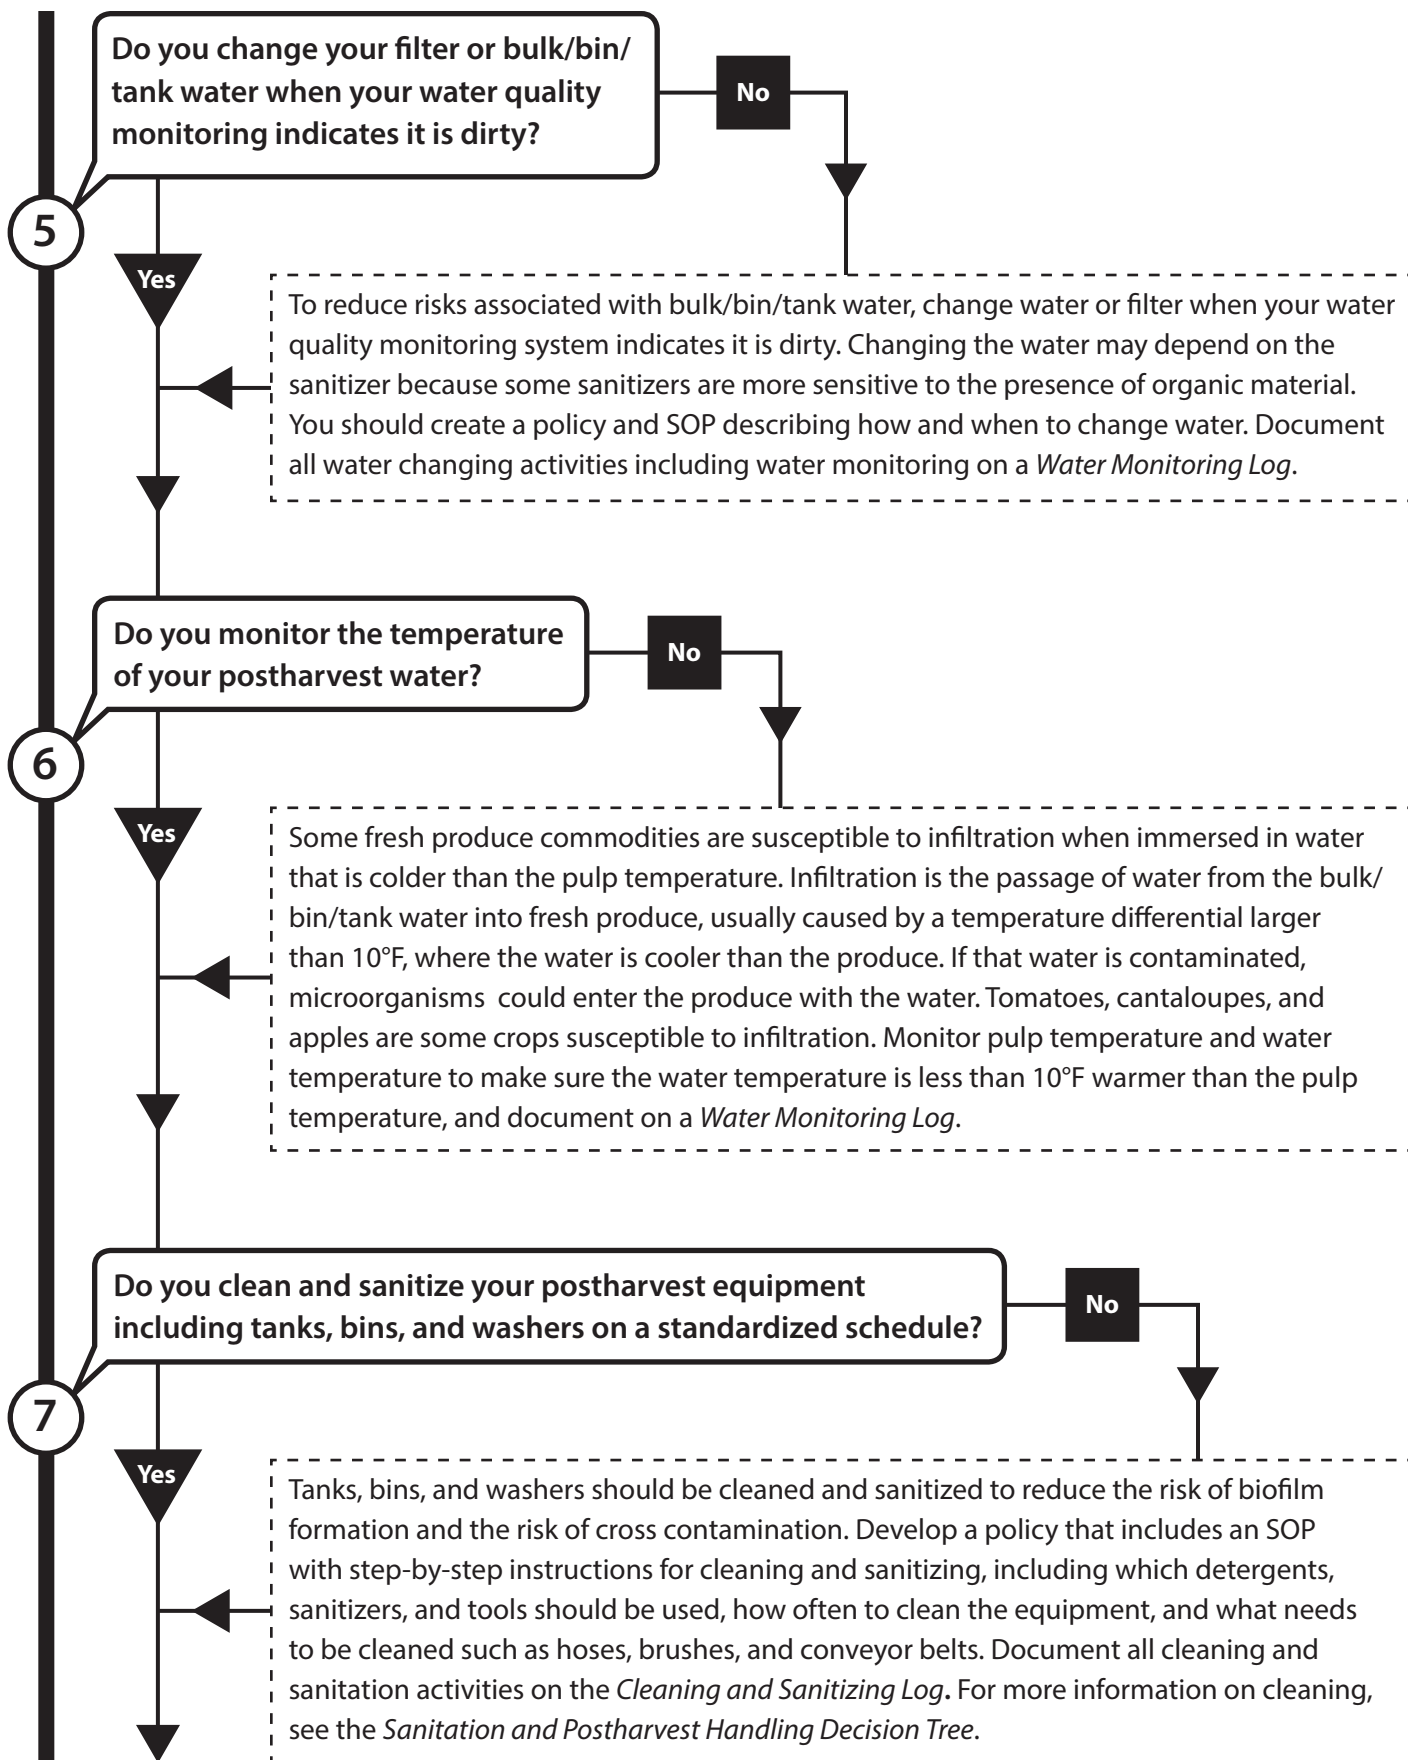 Do you change your filter or bulk/bin/
tank water when your water quality
monitoring indicates it is dirty?
No
5
Yes
To reduce risks associated with bulk/bin/tank water, change water or filter when your water
quality monitoring system indicates it is dirty. Changing the water may depend on the
sanitizer because some sanitizers are more sensitive to the presence of organic material.
You should create a policy and SOP describing how and when to change water. Document
all water changing activities including water monitoring on a Water Monitoring Log.
Do you monitor the temperature
of your postharvest water?
No
6
Yes
Some fresh produce commodities are susceptible to infiltration when immersed in water
that is colder than the pulp temperature. Infiltration is the passage of water from the bulk/
bin/tank water into fresh produce, usually caused by a temperature differential larger
than 10°F, where the water is cooler than the produce. If that water is contaminated,
microorganisms could enter the produce with the water. Tomatoes, cantaloupes, and
apples are some crops susceptible to infiltration. Monitor pulp temperature and water
temperature to make sure the water temperature is less than 10°F warmer than the pulp
temperature, and document on a Water Monitoring Log.
Do you clean and sanitize your postharvest equipment
including tanks, bins, and washers on a standardized schedule?
No
7
Yes
Tanks, bins, and washers should be cleaned and sanitized to reduce the risk of biofilm
formation and the risk of cross contamination. Develop a policy that includes an SOP
with step-by-step instructions for cleaning and sanitizing, including which detergents,
sanitizers, and tools should be used, how often to clean the equipment, and what needs
to be cleaned such as hoses, brushes, and conveyor belts. Document all cleaning and
sanitation activities on the Cleaning and Sanitizing Log. For more information on cleaning,
see the Sanitation and Postharvest Handling Decision Tree.